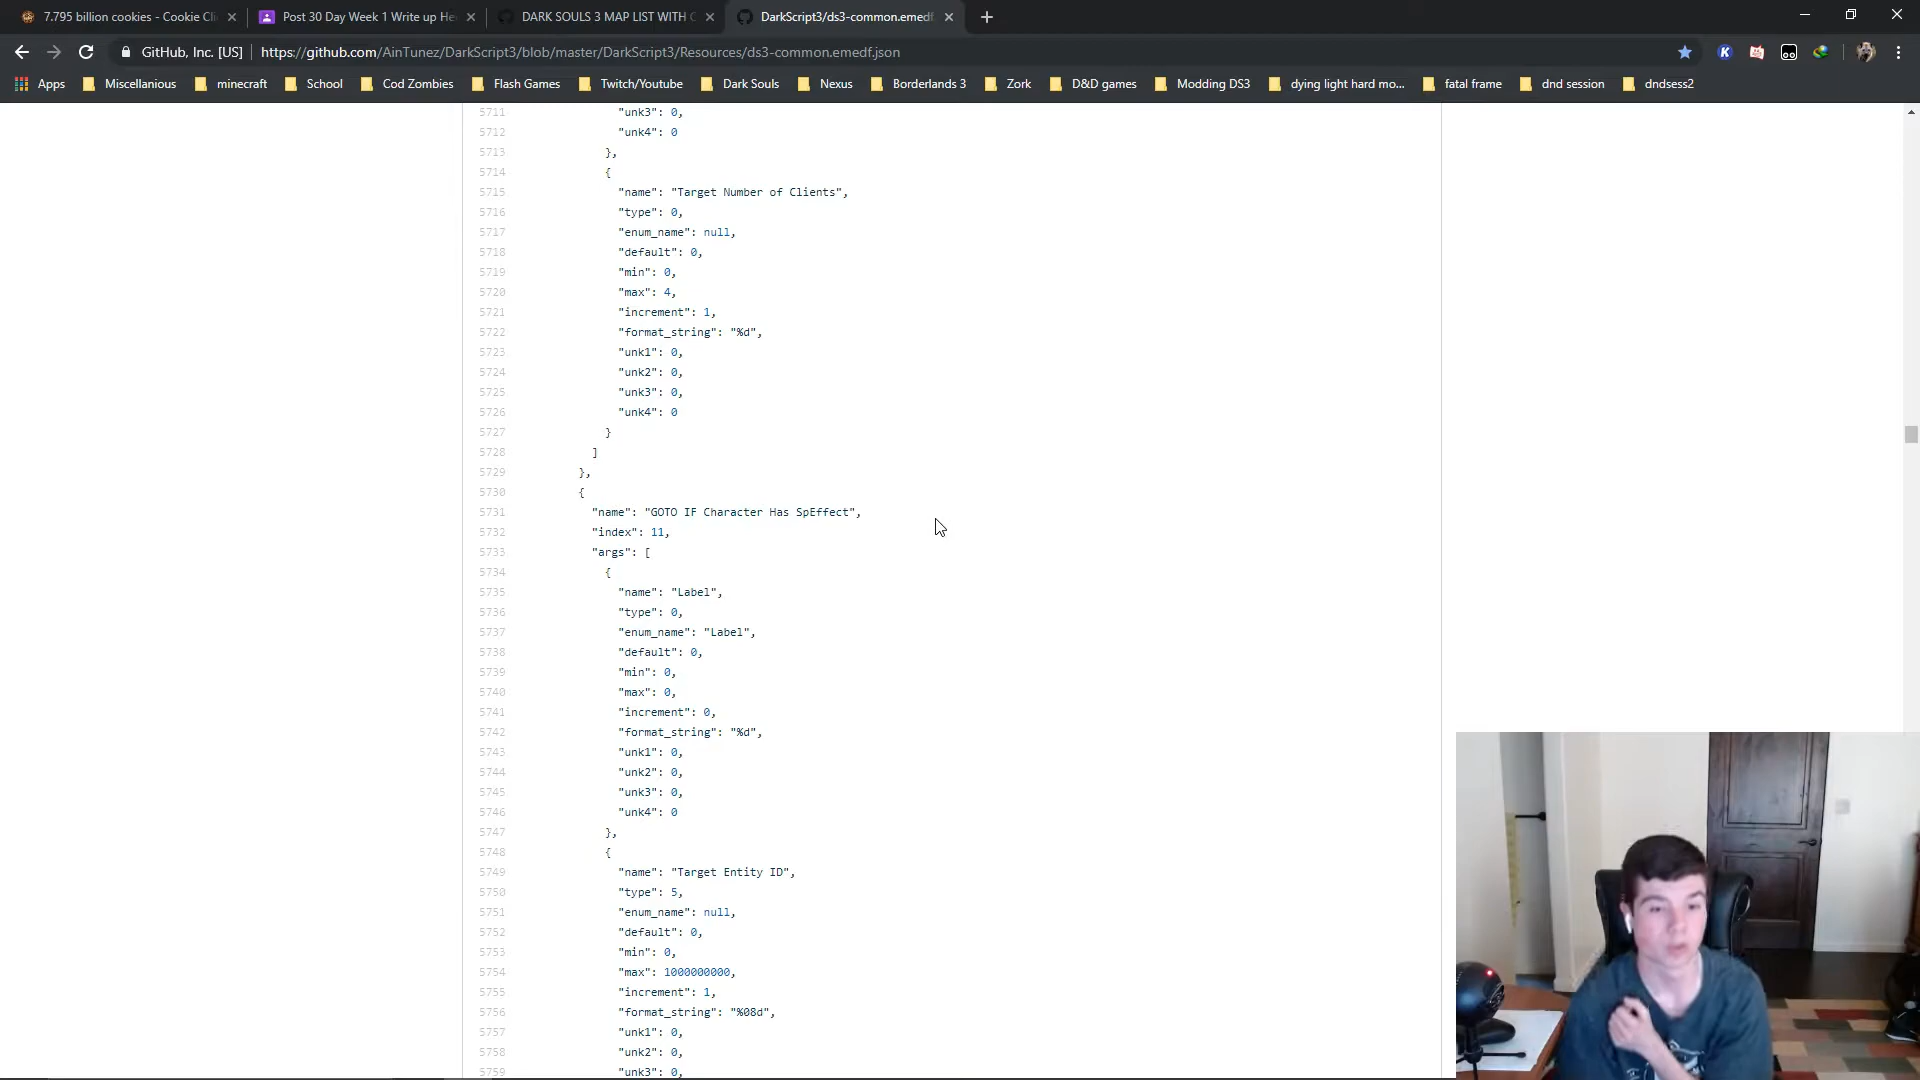 7.795 billion cookies - Cookie Cli
Post 30 Day Week 1 Write up He
DARK SOULS 3 MAP LIST WITH C
DarkScript3/ds3-common.emedf.
GitHub, Inc. [US]
https://github.com/AinTunez/DarkScript3/blob/master/DarkScript3/Resources/ds3-common.emedf.json
Apps
Miscellanious
minecraft
School
Cod Zombies
Flash Games
Twitch/Youtube
Dark Souls
Nexus
Borderlands 3
Zork
D&D games
Modding DS3
dying light hard mo...
fatal frame
dnd session
dndsess2
5711 "unk3": 0,
5712 "unk4": 0
5713 },
5714 {
5715 "name": "Target Number of Clients",
5716 "type": 0,
5717 "enum_name": null,
5718 "default": 0,
5719 "min": 0,
5720 "max": 4,
5721 "increment": 1,
5722 "format_string": "%d",
5723 "unk1": 0,
5724 "unk2": 0,
5725 "unk3": 0,
5726 "unk4": 0
5727 }
5728 ]
5729 },
5730 {
5731 "name": "GOTO IF Character Has SpEffect",
5732 "index": 11,
5733 "args": [
5734 {
5735 "name": "Label",
5736 "type": 0,
5737 "enum_name": "Label",
5738 "default": 0,
5739 "min": 0,
5740 "max": 0,
5741 "increment": 0,
5742 "format_string": "%d",
5743 "unk1": 0,
5744 "unk2": 0,
5745 "unk3": 0,
5746 "unk4": 0
5747 },
5748 {
5749 "name": "Target Entity ID",
5750 "type": 5,
5751 "enum_name": null,
5752 "default": 0,
5753 "min": 0,
5754 "max": 1000000000,
5755 "increment": 1,
5756 "format_string": "%08d",
5757 "unk1": 0,
5758 "unk2": 0,
5759 "unk3": 0,